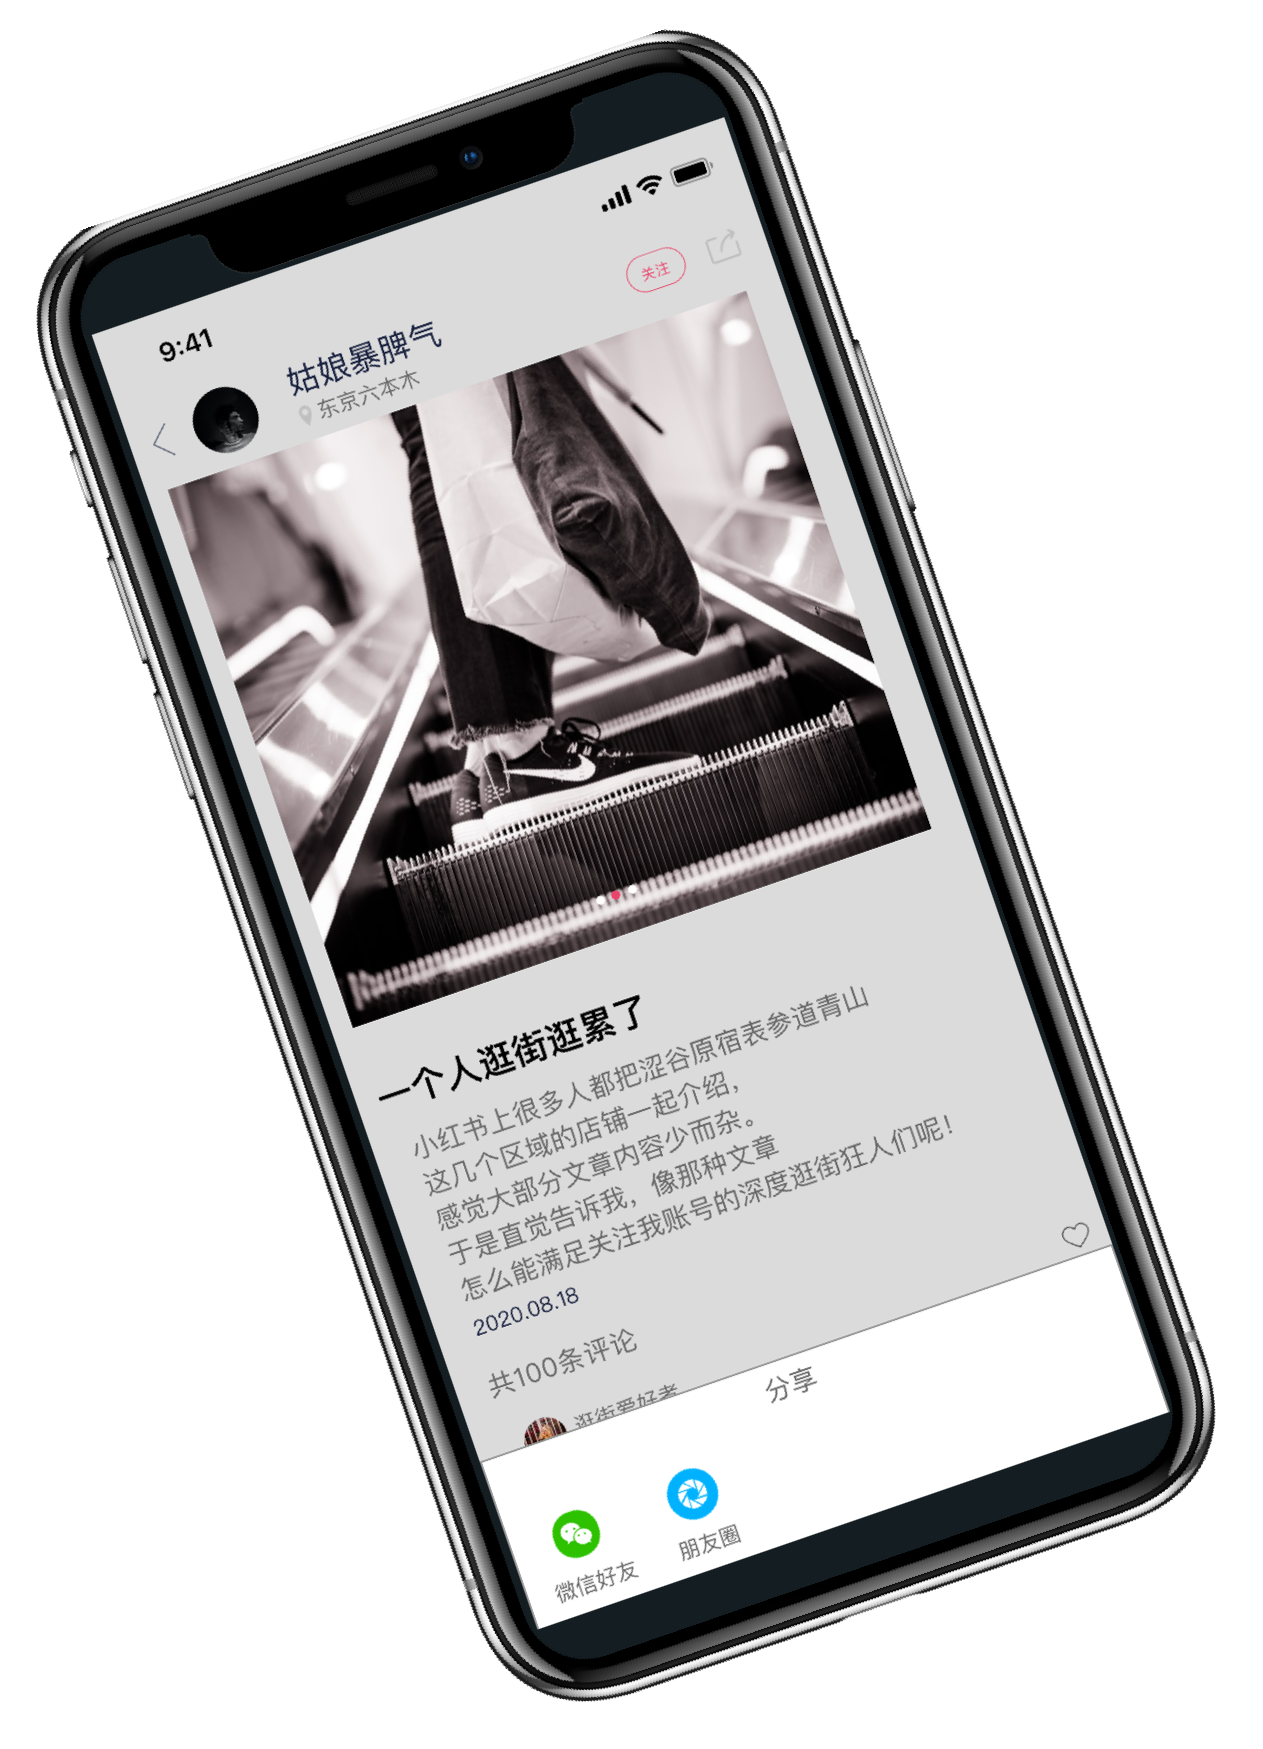 9:41
关注
姑娘暴脾气
东京六本木
一个人逛街逛累了
小红书上很多人都把涩谷原宿表参道青山
这几个区域的店铺一起介绍，
感觉大部分文章内容少而杂。
于是直觉告诉我，像那种文章
怎么能满足关注我账号的深度逛街狂人们呢！
2020.08.18
共100条评论
逛街爱好者
分享
微信好友
朋友圈